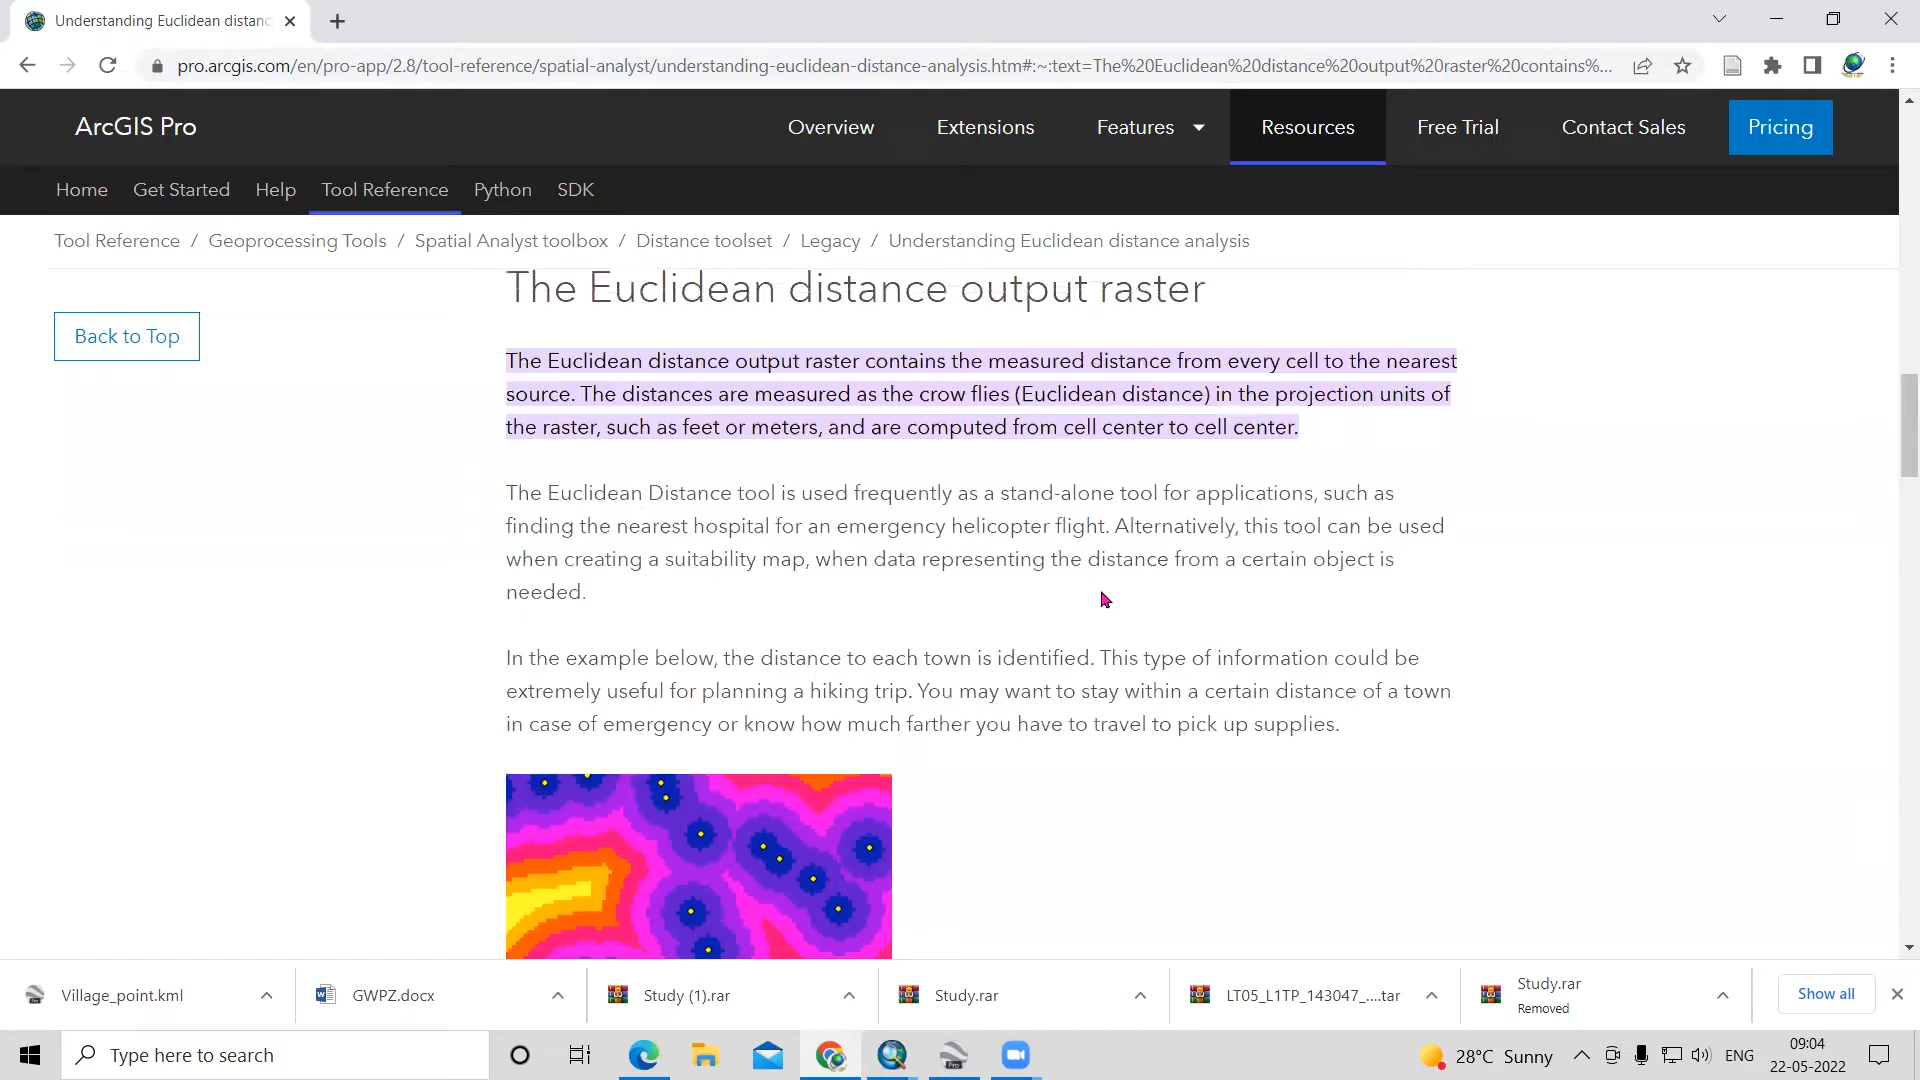 Understanding Euclidean distanc
pro.arcgis.com/en/pro-app/2.8/tool-reference/spatial-analyst/understanding-euclidean-distance-analysis.htm#:~:text=The%20Euclidean%20distance%20output%20raster%20contains%...
ArcGIS Pro
Overview
Extensions
Features
Resources
Free Trial
Contact Sales
Pricing
Home
Get Started
Help
Tool Reference
Python
SDK
Tool Reference / Geoprocessing Tools / Spatial Analyst toolbox / Distance toolset / Legacy / Understanding Euclidean distance analysis
The Euclidean distance output raster
Back to Top
The Euclidean distance output raster contains the measured distance from every cell to the nearest
source. The distances are measured as the crow flies (Euclidean distance) in the projection units of
the raster, such as feet or meters, and are computed from cell center to cell center.
The Euclidean Distance tool is used frequently as a stand-alone tool for applications, such as
finding the nearest hospital for an emergency helicopter flight. Alternatively, this tool can be used
when creating a suitability map, when data representing the distance from a certain object is
needed.
In the example below, the distance to each town is identified. This type of information could be
extremely useful for planning a hiking trip. You may want to stay within a certain distance of a town
in case of emergency or know how much farther you have to travel to pick up supplies.
Village_point.kml
GWPZ.docx
Study (1).rar
Study.rar
LT05_L1TP_143047_....tar
Study.rar
Removed
Show all
Type here to search
28°C Sunny
ENG
09:04
22-05-2022